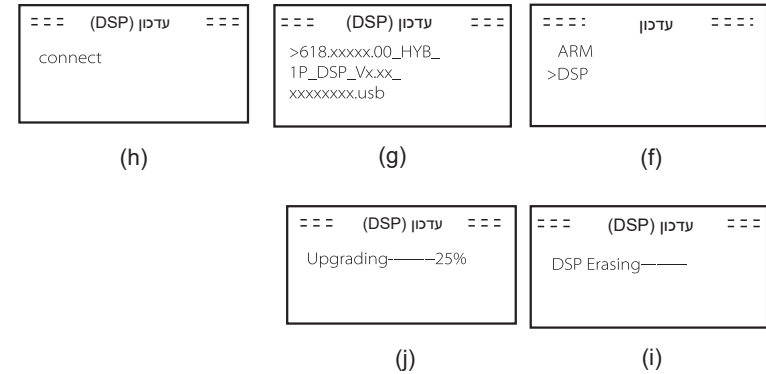 = = = = עדכון = = = =
ARM
>DSP
(f)
= = = עדכון (DSP) = = =
>618.xxxxx.00_HYB_
1P_DSP_Vx.xx_
xxxxxxxx.usb
(g)
= = = עדכון (DSP) = = =
connect
(h)
= = = עדכון (DSP) = = =
DSP Erasing———
(i)
= = = עדכון (DSP) = = =
Upgrading-———25%
(j)